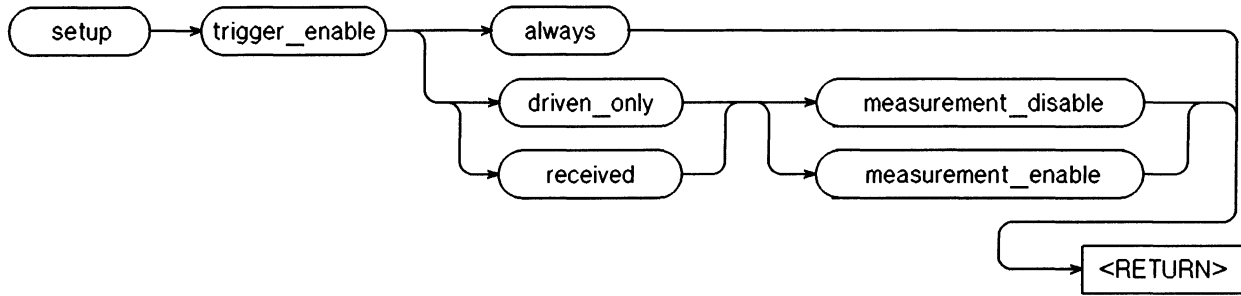 setup
trigger_enable
always
driven_only
measurement_disable
received
measurement_enable
<RETURN>